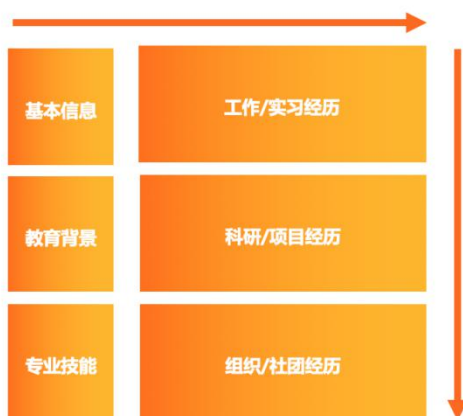 基本信息
工作/实习经历
教育背景
科研/项目经历
专业技能
组织/社团经历